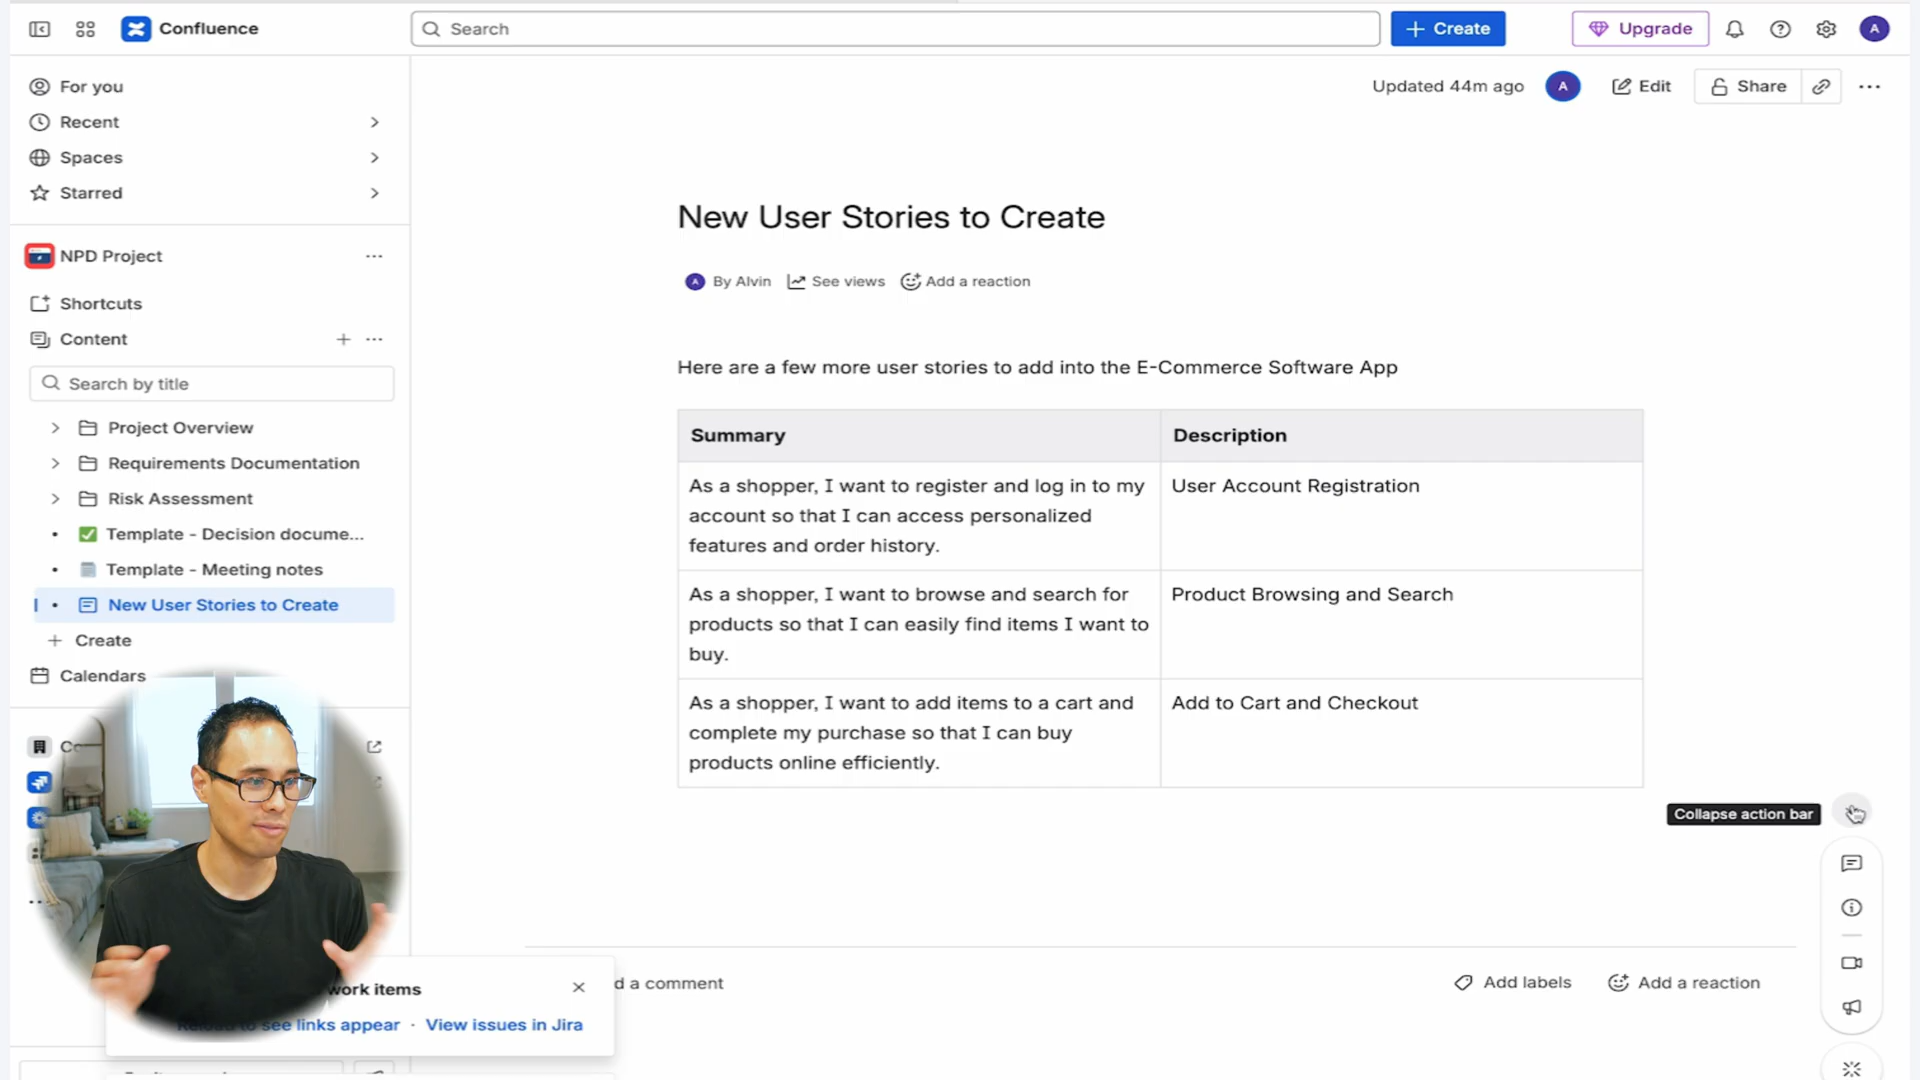 Confluence
Search
Create
Upgrade
A
For you
Recent
Spaces
Starred
Updated 44m ago
A
Edit
Share
NPD Project
Shortcuts
Content
Search by title
Project Overview
Requirements Documentation
Risk Assessment
Template - Decision docume...
Template - Meeting notes
New User Stories to Create
Create
Calendars
New User Stories to Create
A By Alvin See views Add a reaction
Here are a few more user stories to add into the E-Commerce Software App
Summary Description
As a shopper, I want to register and log in to my
account so that I can access personalized
features and order history.
User Account Registration
As a shopper, I want to browse and search for
products so that I can easily find items I want to
buy.
Product Browsing and Search
As a shopper, I want to add items to a cart and
complete my purchase so that I can buy
products online efficiently.
Add to Cart and Checkout
Collapse action bar
work items
to see links appear · View issues in Jira
a comment
Add labels
Add a reaction